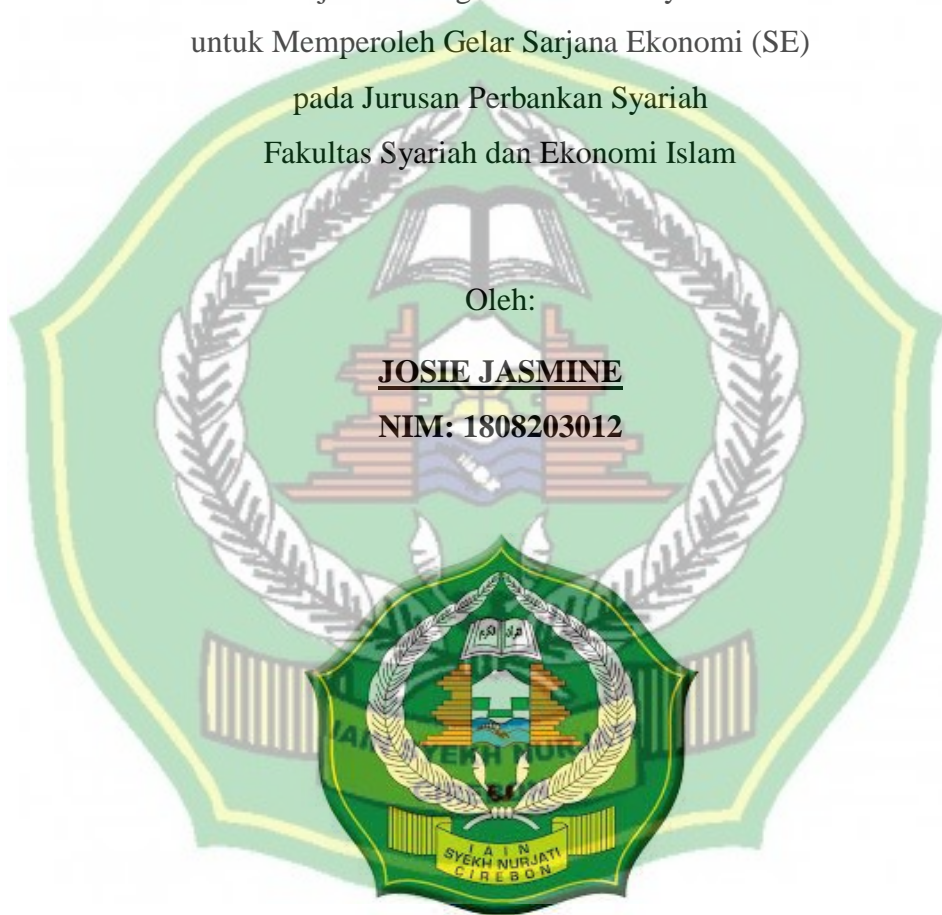 untuk Memperoleh Gelar Sarjana Ekonomi (SE)
pada Jurusan Perbankan Syariah
Fakultas Syariah dan Ekonomi Islam
Oleh:
JOSIE JASMINE
NIM: 1808203012
IAIN
SYEKH NURJATI
CIREBON